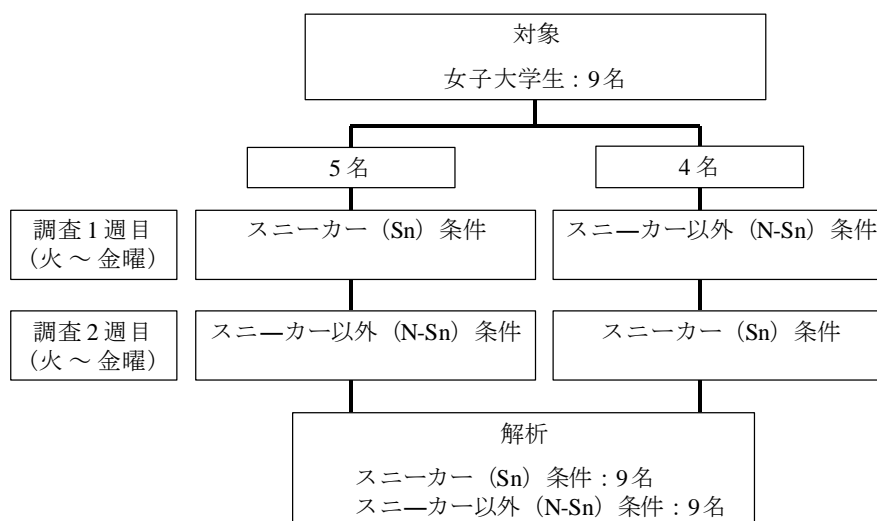 対象
女子大学生：9名
5名
4名
調査1週目
（火～金曜）
スニーカー（Sn）条件
スニーカー以外（N-Sn）条件
調査2週目
（火～金曜）
スニーカー以外（N-Sn）条件
スニーカー（Sn）条件
解析
スニーカー（Sn）条件：9名
スニーカー以外（N-Sn）条件：9名